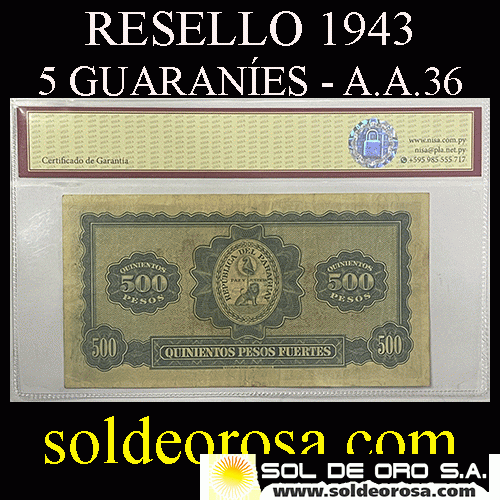 RESELLO 1943
5 GUARANÍES - A.A.36
www.nisa.com.py
nisa@pla.net.py
+595 985 555 717
Certificado de Garantía
REPUBLICA DEL PARAGUAY
PAZ Y JUSTICIA
QUINIENTOS
500
PESOS
QUINIENTOS
500
PESOS
500
QUINIENTOS PESOS FUERTES
500
soldeorosa.com
SOL DE ORO S.A.
www.soldeorosa.com